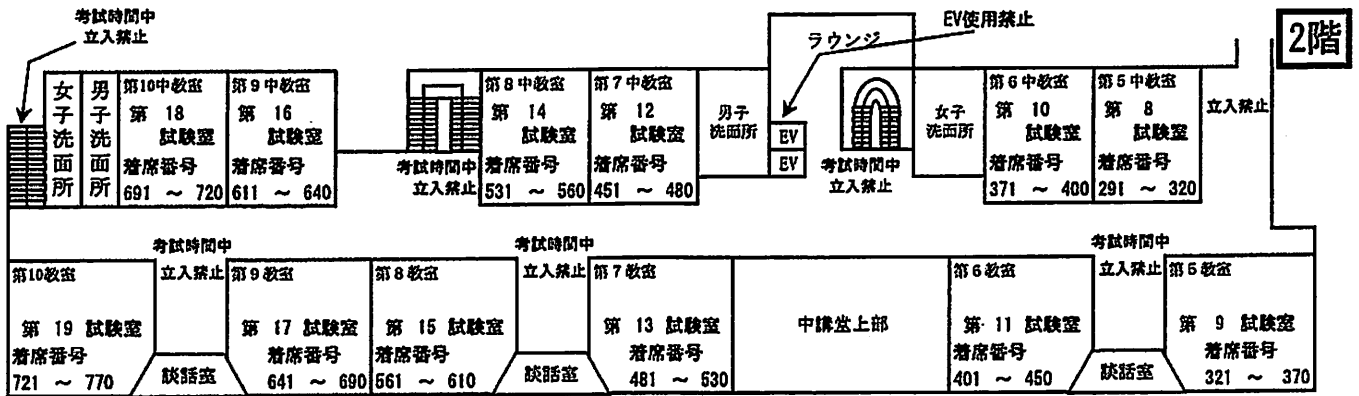 考試時間中
立入禁止
EV使用禁止
2階
ラウンジ
女子洗面所
男子洗面所
第10中教室
第 18
試験室
着席番号
691 ～ 720
第9中教室
第 16
試験室
着席番号
611 ～ 640
考試時間中
立入禁止
第8中教室
第 14
試験室
着席番号
531 ～ 560
第7中教室
第 12
試験室
着席番号
451 ～ 480
男子
洗面所
EV
EV
考試時間中
立入禁止
女子
洗面所
第6中教室
第 10
試験室
着席番号
371 ～ 400
第5中教室
第 8
試験室
着席番号
291 ～ 320
立入禁止
第10教室
第 19 試験室
着席番号
721 ～ 770
考試時間中
立入禁止
談話室
第9教室
第 17 試験室
着席番号
641 ～ 690
第8教室
第 15 試験室
着席番号
561 ～ 610
考試時間中
立入禁止
談話室
第7教室
第 13 試験室
着席番号
481 ～ 530
中講堂上部
第6教室
第 11 試験室
着席番号
401 ～ 450
考試時間中
立入禁止
談話室
第5教室
第 9 試験室
着席番号
321 ～ 370